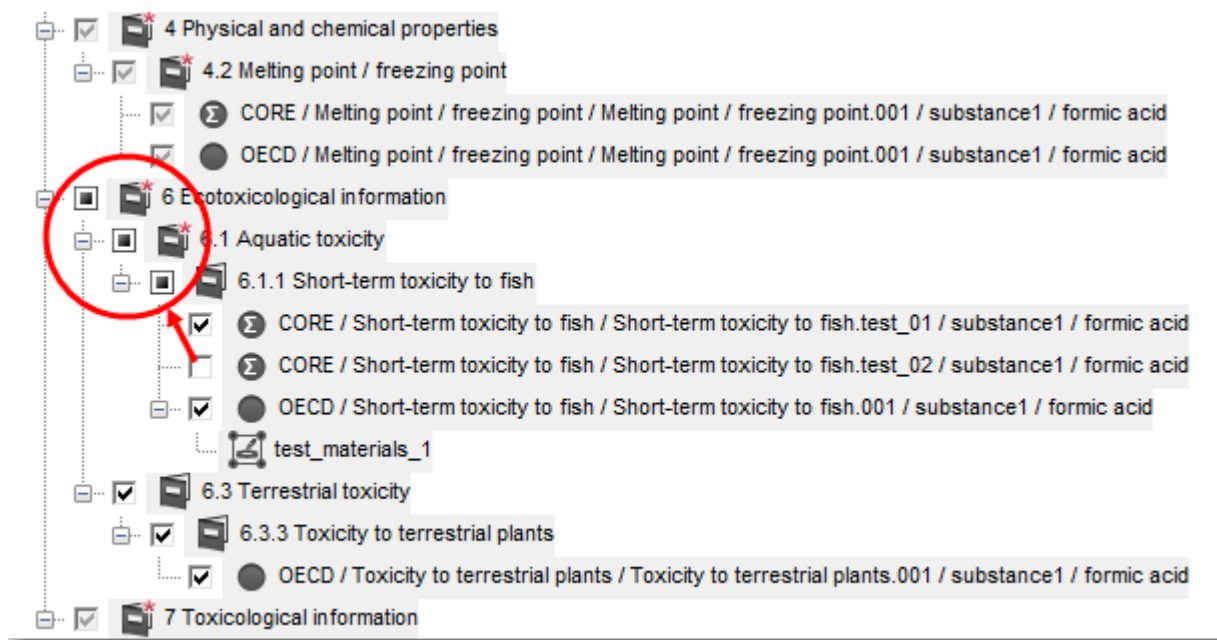 4 Physical and chemical properties
4.2 Melting point / freezing point
CORE / Melting point / freezing point / Melting point / freezing point.001 / substance1 / formic acid
OECD / Melting point / freezing point / Melting point / freezing point.001 / substance1 / formic acid
6 Ecotoxicological information
6.1 Aquatic toxicity
6.1.1 Short-term toxicity to fish
CORE / Short-term toxicity to fish / Short-term toxicity to fish.test_01 / substance1 / formic acid
CORE / Short-term toxicity to fish / Short-term toxicity to fish.test_02 / substance1 / formic acid
OECD / Short-term toxicity to fish / Short-term toxicity to fish.001 / substance1 / formic acid
test_materials_1
6.3 Terrestrial toxicity
6.3.3 Toxicity to terrestrial plants
OECD / Toxicity to terrestrial plants / Toxicity to terrestrial plants.001 / substance1 / formic acid
7 Toxicological information